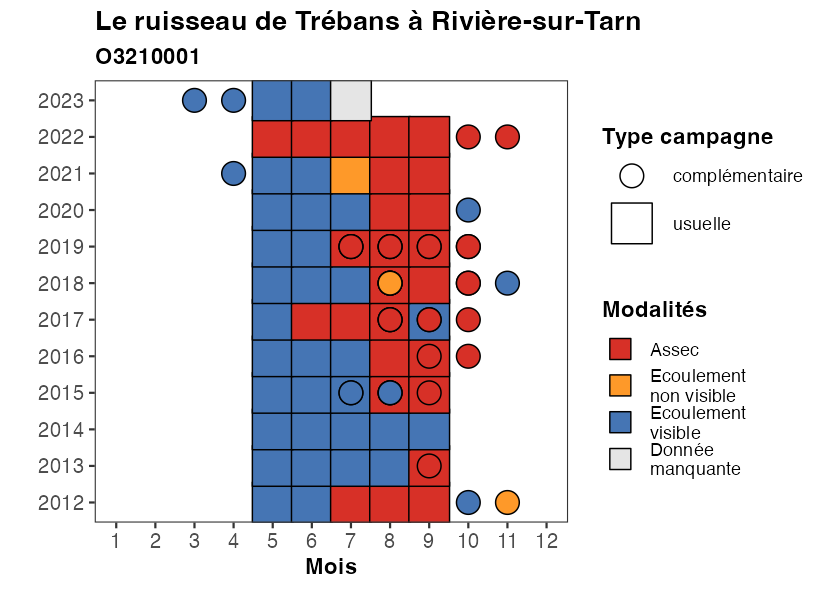 Le ruisseau de Trébans à Rivière-sur-Tarn
O3210001
2023
2022
2021
2020
2019
2018
2017
2016
2015
2014
2013
2012
1 2 3 4 5 6 7 8 9 10 11 12
Mois
Type campagne
complémentaire
usuelle
Modalités
Assec
Ecoulement
non visible
Ecoulement
visible
Donnée
manquante